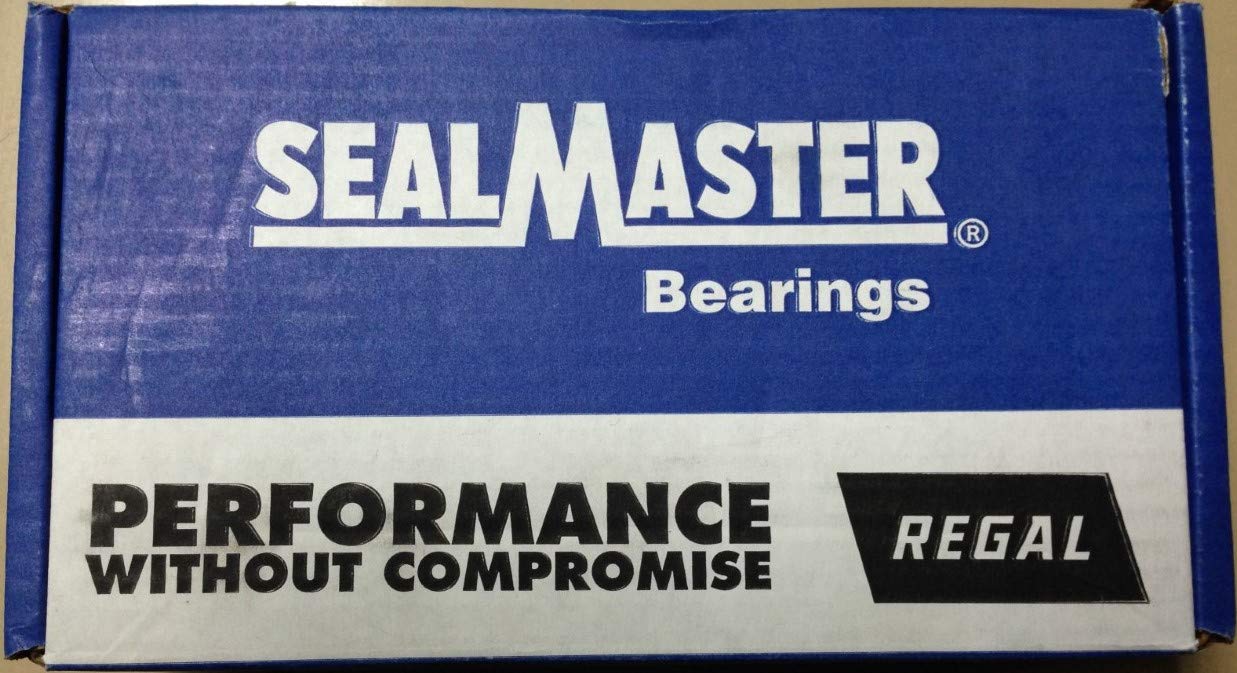 SEALMASTER®
Bearings
PERFORMANCE
WITHOUT COMPROMISE
REGAL